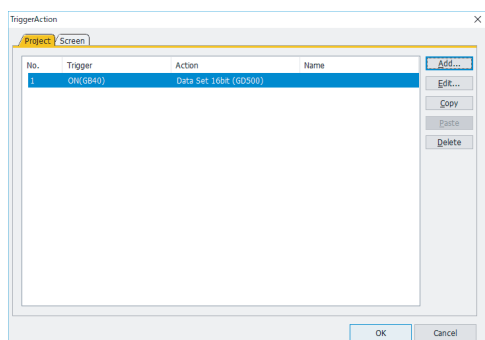 TriggerAction
Project Screen
No. Trigger Action Name
1 ON(GB40) Data Set 16bit (GD500)
Add...
Edit...
Copy
Paste
Delete
OK Cancel